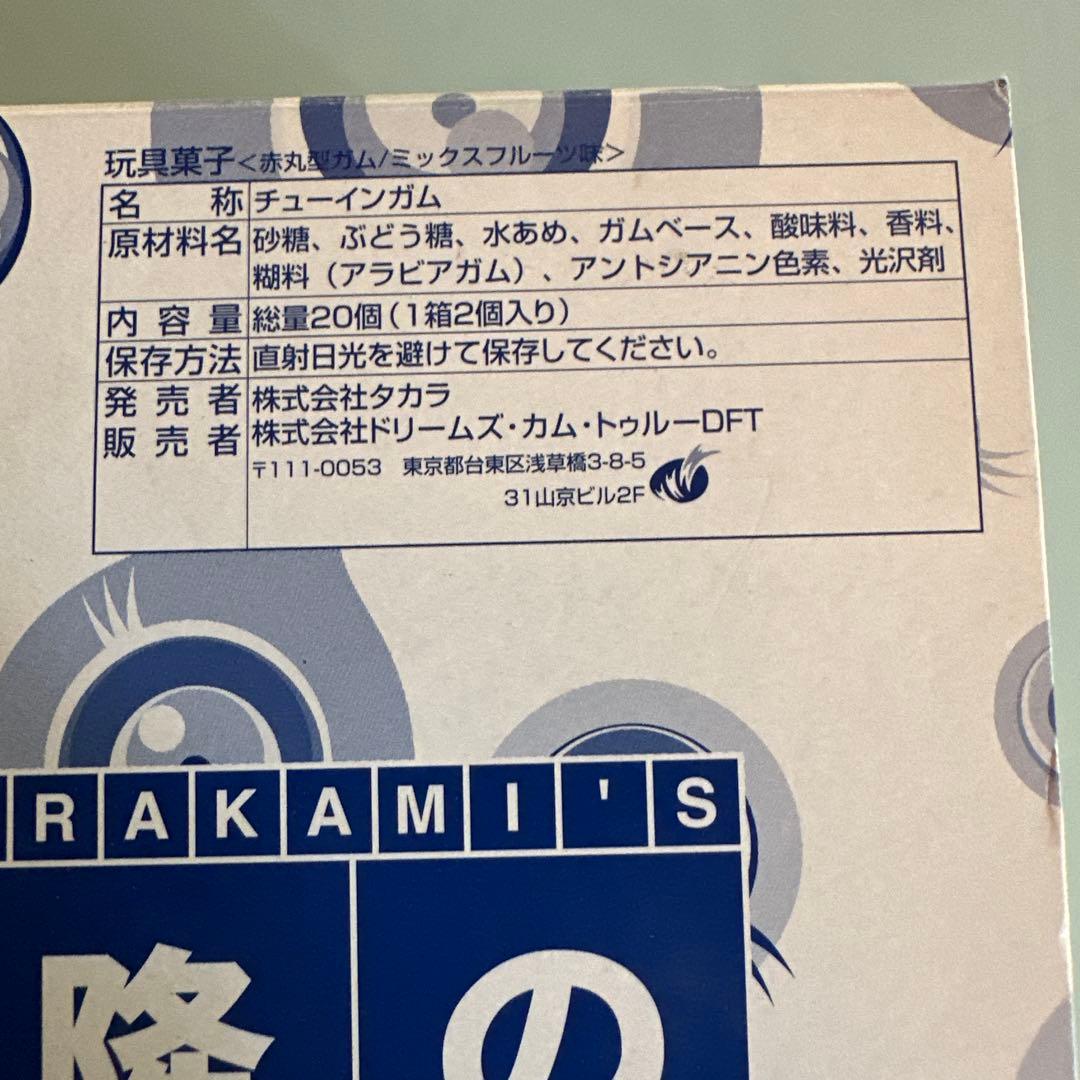 玩具菓子<赤丸型ガム/ミックスフルーツ味>
名称 チューインガム
原材料名 砂糖、ぶどう糖、水あめ、ガムベース、酸味料、香料、
糊料（アラビアガム）、アントシアニン色素、光沢剤
内容量 総量20個（1箱2個入り）
保存方法 直射日光を避けて保存してください。
発売者 株式会社タカラ
販売者 株式会社ドリームズ・カム・トゥルーDFT
〒111-0053 東京都台東区浅草橋3-8-5
31山京ビル2F
RAKAMI'S
隆の